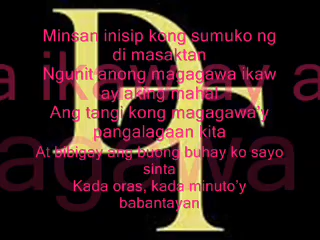 Minsan inisip kong sumuko ng
di masaktan
Ngunit anong magagawa ikaw
ay aking mahal
Ang tangi kong magagawa'y
pangalagaan kita
At bibigay ang buong buhay ko sayo
sinta
Kada oras, kada minuto'y
babantayan